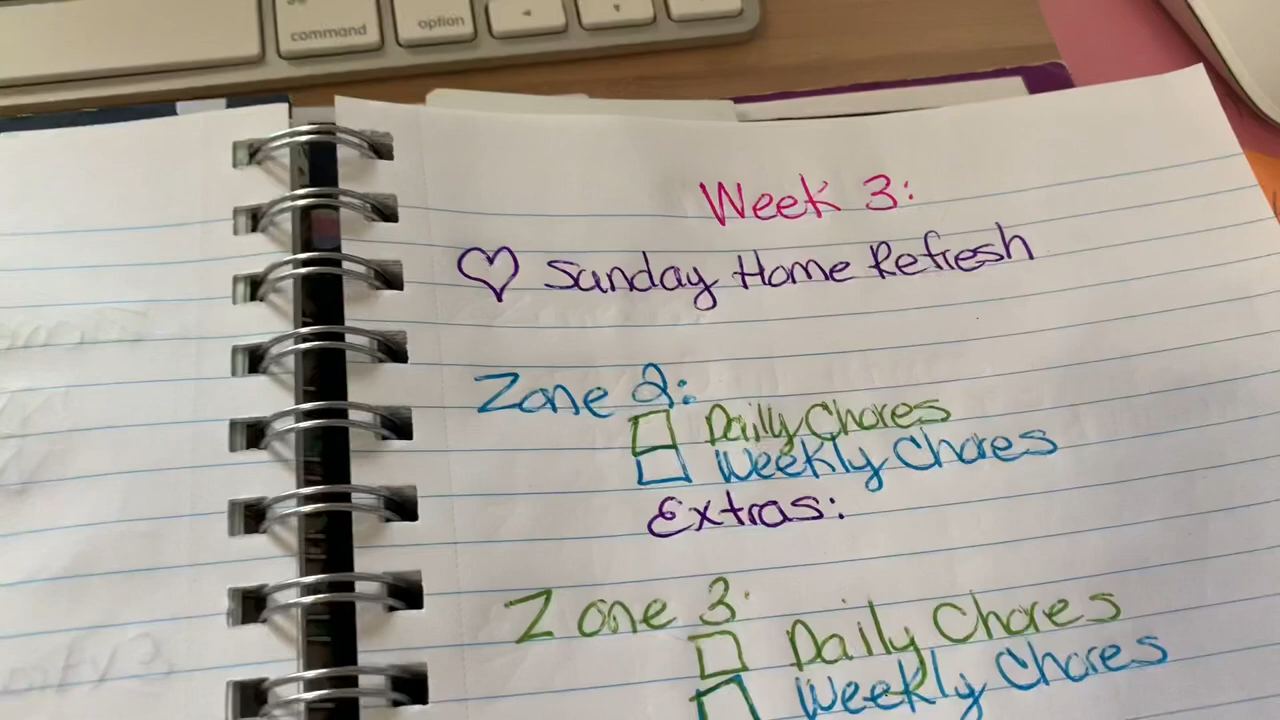 command
option
Week 3:
♡ Sunday Home Refresh
Zone 2:
Daily Chores
Weekly Chores
Extras:
Zone 3:
Daily Chores
Weekly Chores